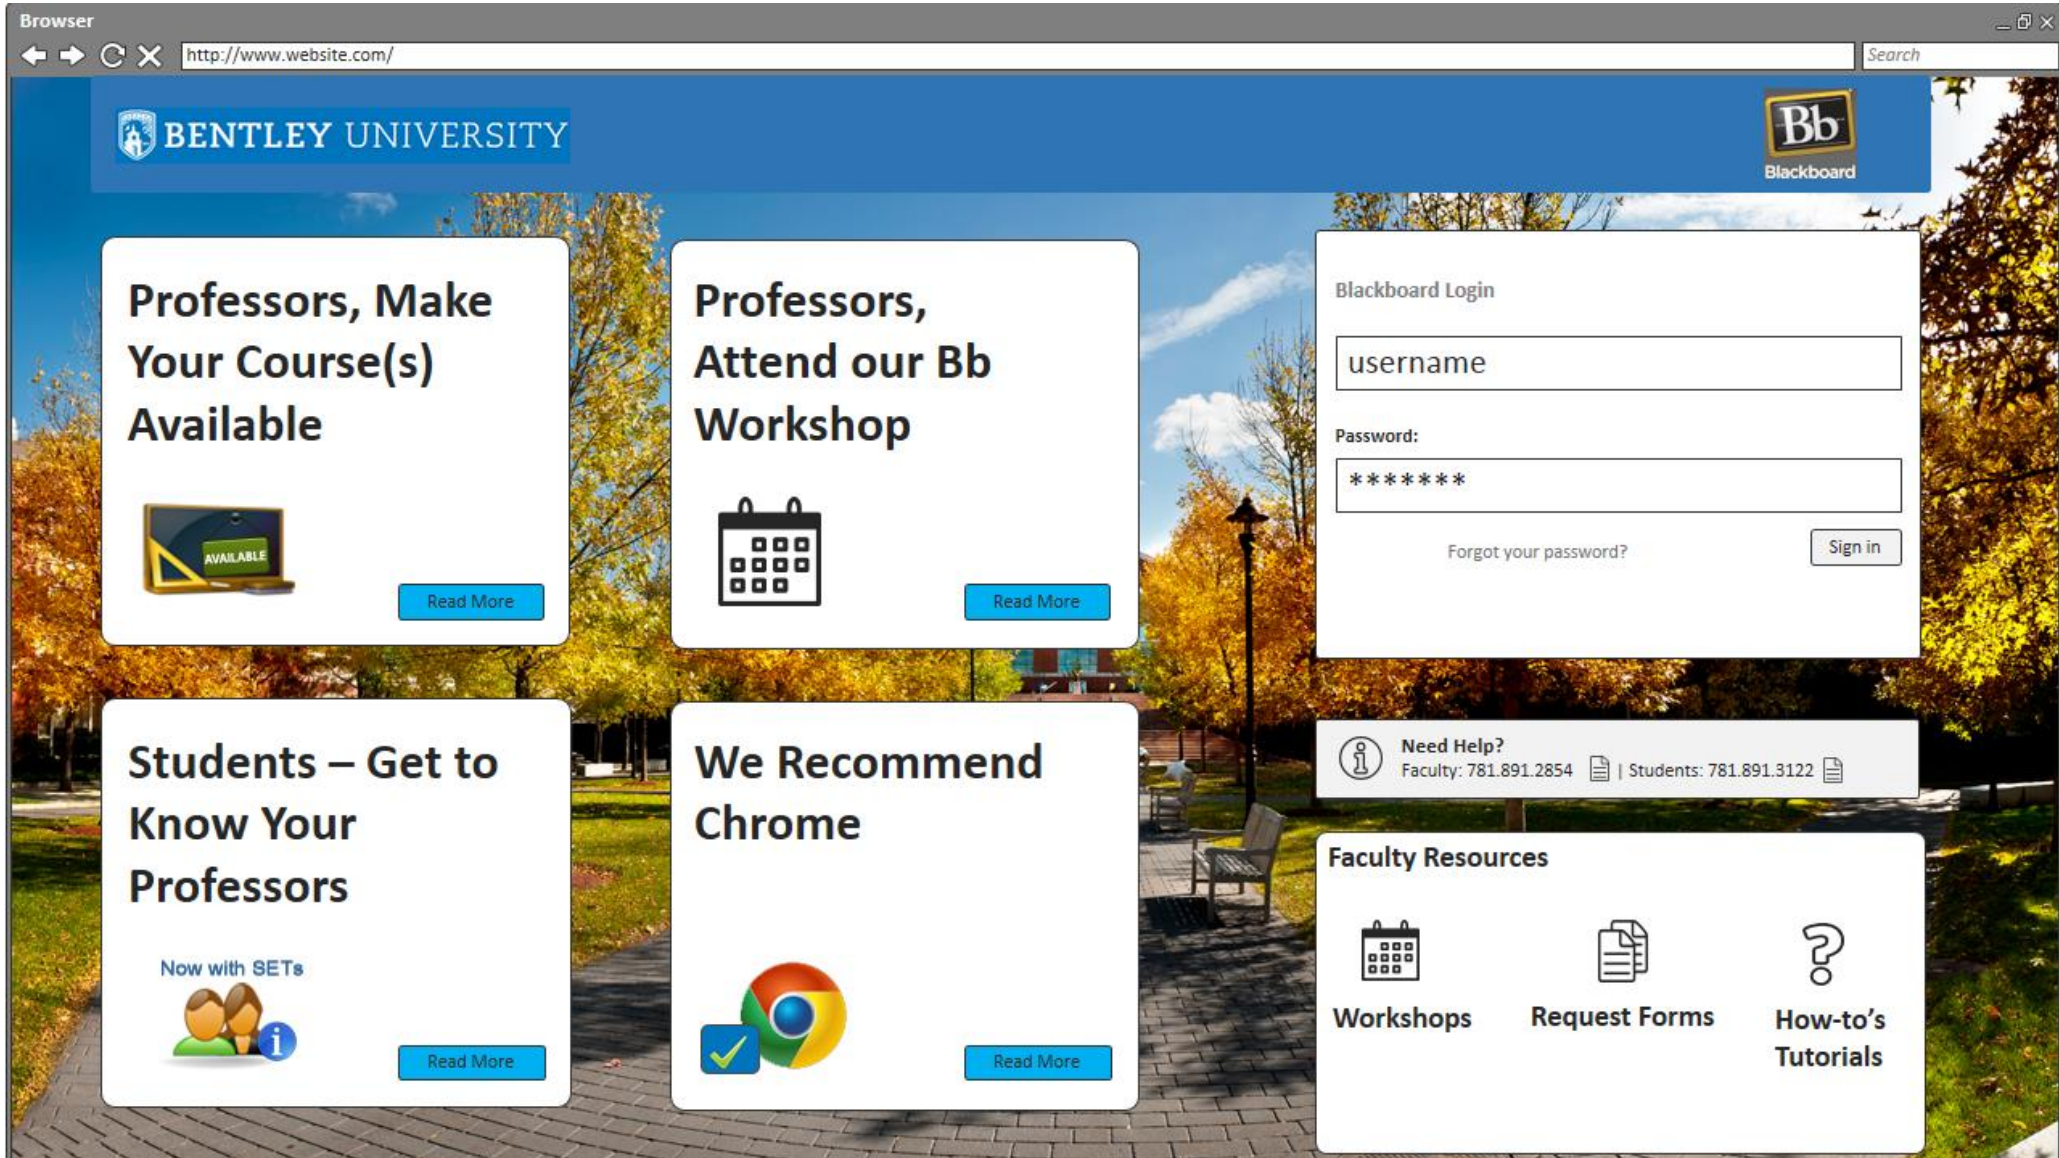 Browser
http://www.website.com/
Search
BENTLEY UNIVERSITY
Bb
Blackboard
Professors, Make
Your Course(s)
Available
AVAILABLE
Read More
Professors,
Attend our Bb
Workshop
Read More
Blackboard Login
username
Password:
*******
Forgot your password?
Sign in
Students – Get to
Know Your
Professors
Now with SETs
i
Read More
We Recommend
Chrome
Read More
Need Help?
Faculty: 781.891.2854 | Students: 781.891.3122
Faculty Resources
Workshops
Request Forms
How-to's
Tutorials